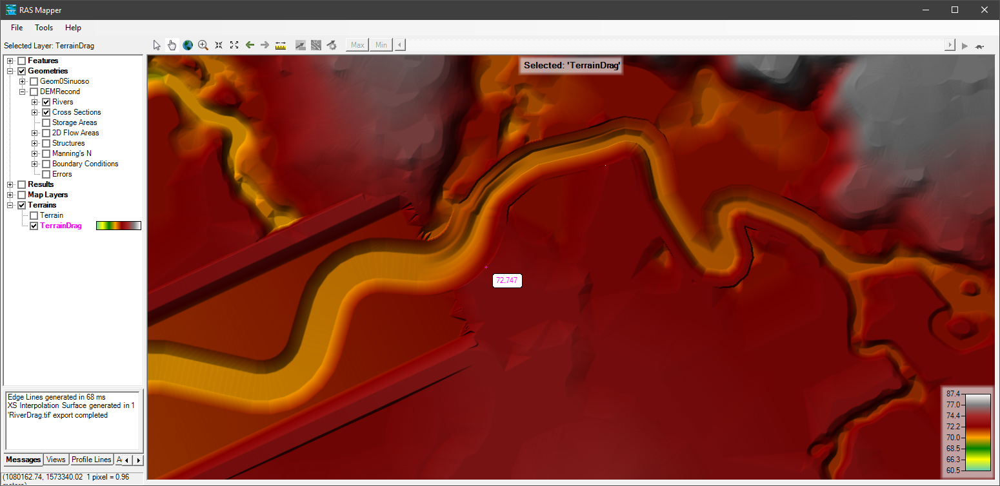 RAS Mapper
File Tools Help
Selected Layer: TerrainDrag
Max Min
Features
Geometries
Geom0Sinuoso
DEMRecond
Rivers
Cross Sections
Storage Areas
2D Flow Areas
Structures
Manning's N
Boundary Conditions
Errors
Results
Map Layers
Terrains
Terrain
TerrainDrag
Selected: 'TerrainDrag'
72.747
87.4
77.0
74.4
72.2
70.0
68.5
66.3
60.5
Edge Lines generated in 68 ms
XS Interpolation Surface generated in 1
'RiverDrag.tif' export completed
Messages Views Profile Lines
(1080162.74, 1573340.02 1 pixel = 0.96